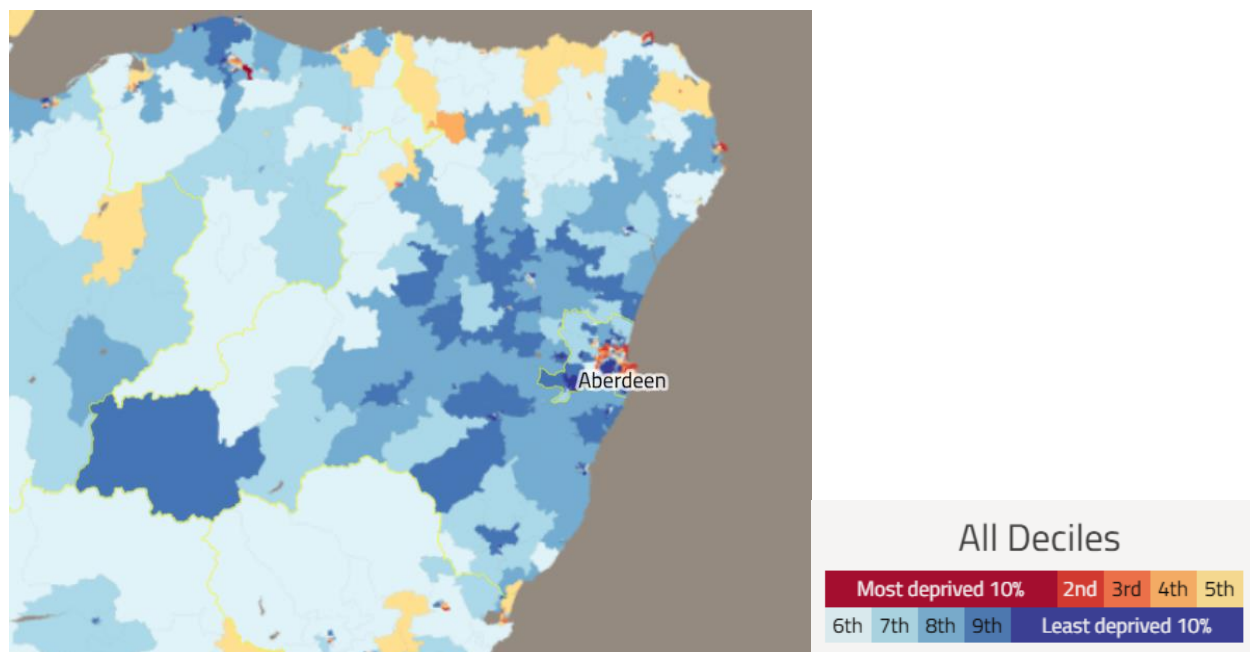 Aberdeen
All Deciles
Most deprived 10% 2nd 3rd 4th 5th
6th 7th 8th 9th Least deprived 10%